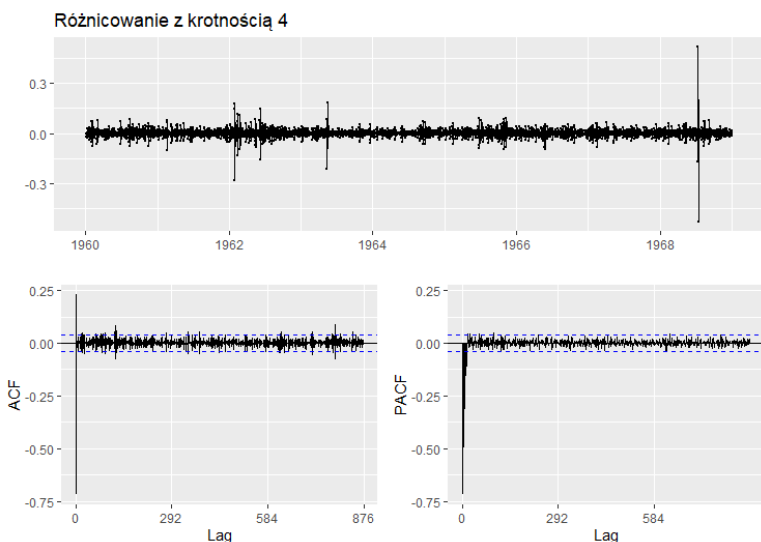 Różnicowanie z krotnością 4
0.3
0.0
-0.3
1960 1962 1964 1966 1968
0.25
0.00
-0.25
-0.50
-0.75
ACF
0 292 584 876
Lag
0.25
0.00
-0.25
-0.50
-0.75
PACF
0 292 584
Lag